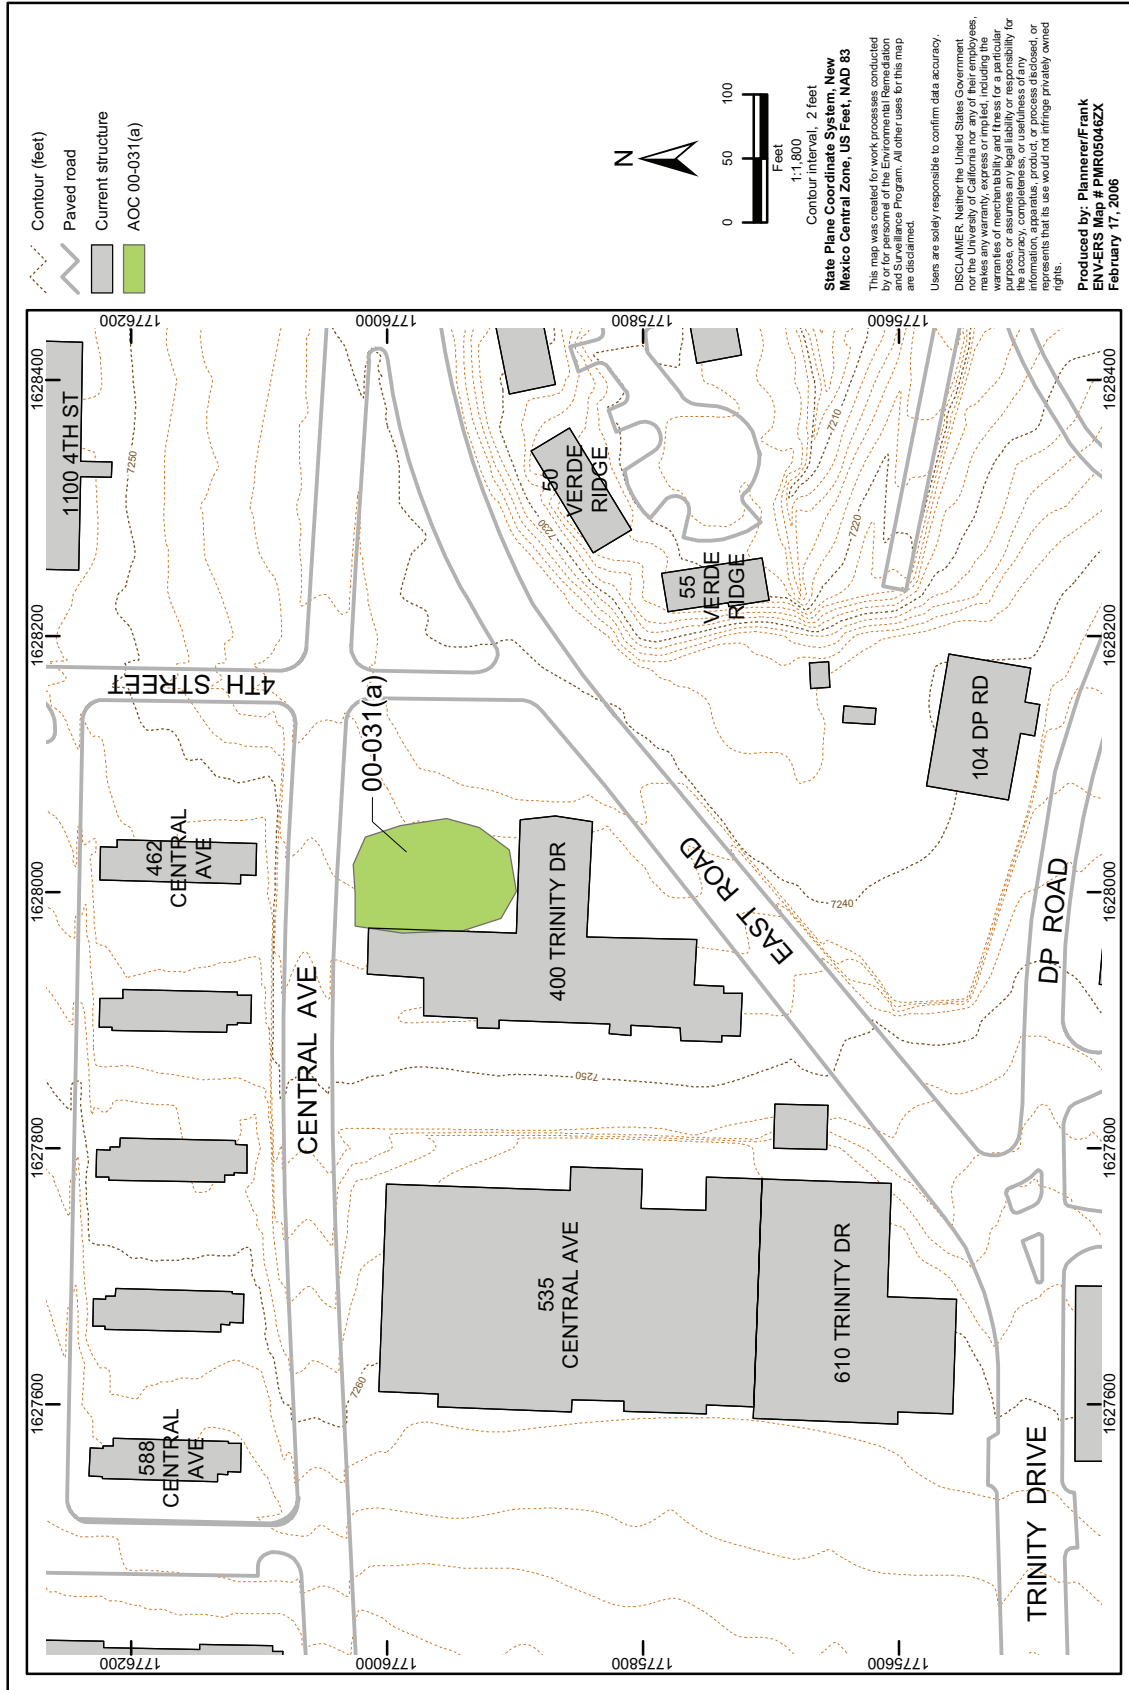 1628400
1628200
1628000
1627800
1627600
1776200
1776000
1775800
1775600
1776200
1776000
1775800
1775600
1628400
1628200
1628000
1627800
1627600
1100 4TH ST
7250
4TH STREET
462
CENTRAL
AVE
588
CENTRAL
AVE
CENTRAL AVE
00-031(a)
400 TRINITY DR
7250
535
CENTRAL AVE
610 TRINITY DR
7260
50
VERDE
RIDGE
7230
55
VERDE
RIDGE
7210
7220
104 DP RD
7240
EAST ROAD
DP ROAD
TRINITY DRIVE
Contour (feet)
Paved road
Current structure
AOC 00-031(a)
N
0 50 100
Feet
1:1,800
Contour interval, 2 feet
State Plane Coordinate System, New
Mexico Central Zone, US Feet, NAD 83
This map was created for work processes conducted
by or for personnel of the Environmental Remediation
and Surveillance Program. All other uses for this map
are disclaimed.
Users are solely responsible to confirm data accuracy.
DISCLAIMER: Neither the United States Government
nor the University of California nor any of their employees,
makes any warranty, express or implied, including the
warranties of merchantability and fitness for a particular
purpose, or assumes any legal liability or responsibility for
the accuracy, completeness, or usefulness of any
information, apparatus, product, or process disclosed, or
represents that its use would not infringe privately owned
rights.
Produced by: Plannerer/Frank
ENV-ERS Map # PMR05046ZX
February 17, 2006